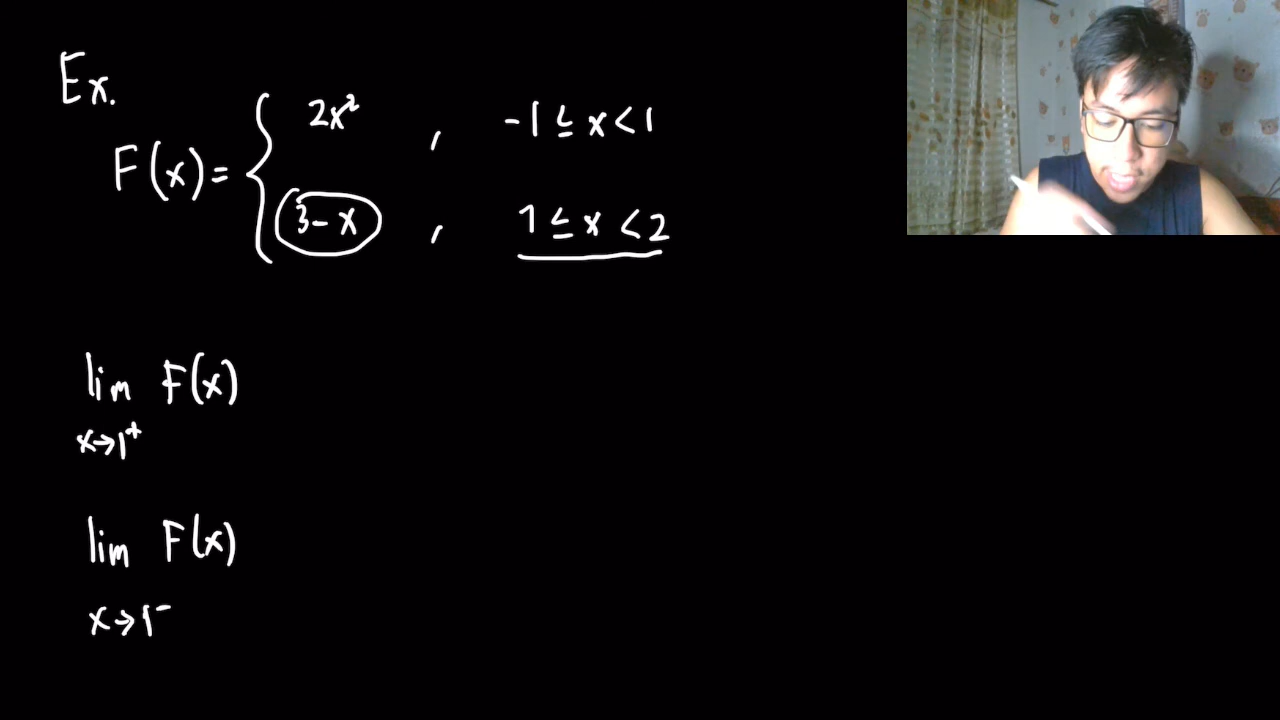 Ex.
F(x)= { 2x² , -1 ≤ x < 1
3-x , 1 ≤ x < 2
lim F(x)
x→1⁺
lim F(x)
x→1⁻